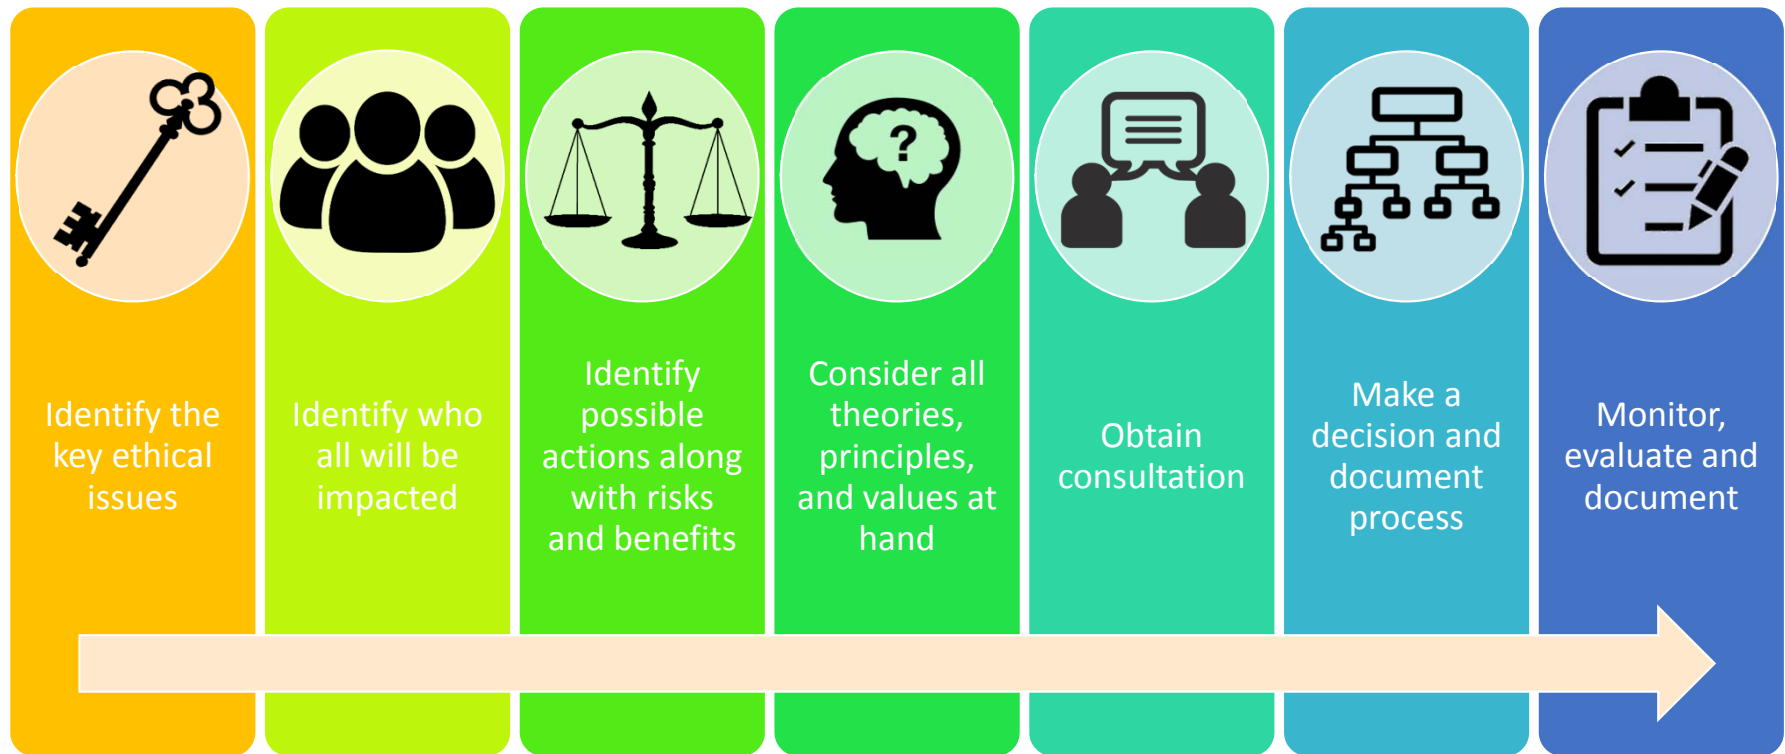 Identify the
key ethical
issues
Identify who
all will be
impacted
Identify
possible
actions along
with risks
and benefits
Consider all
theories,
principles,
and values at
hand
Obtain
consultation
Make a
decision and
document
process
Monitor,
evaluate and
document
?